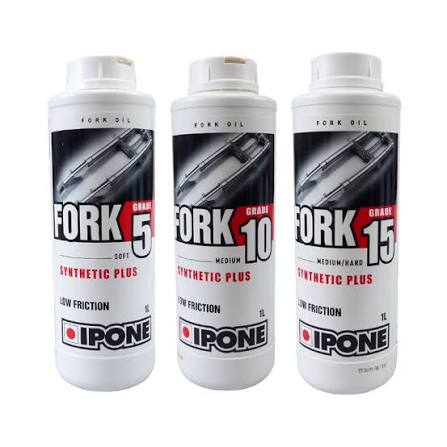 FORK OIL
FORK
GRADE
5
SOFT
SYNTHETIC PLUS
LOW FRICTION
1L
IPONE
FORK OIL
FORK
GRADE
10
MEDIUM
SYNTHETIC PLUS
LOW FRICTION
1L
IPONE
FORK OIL
FORK
GRADE
15
MEDIUM/HARD
SYNTHETIC PLUS
LOW FRICTION
1L
IPONE